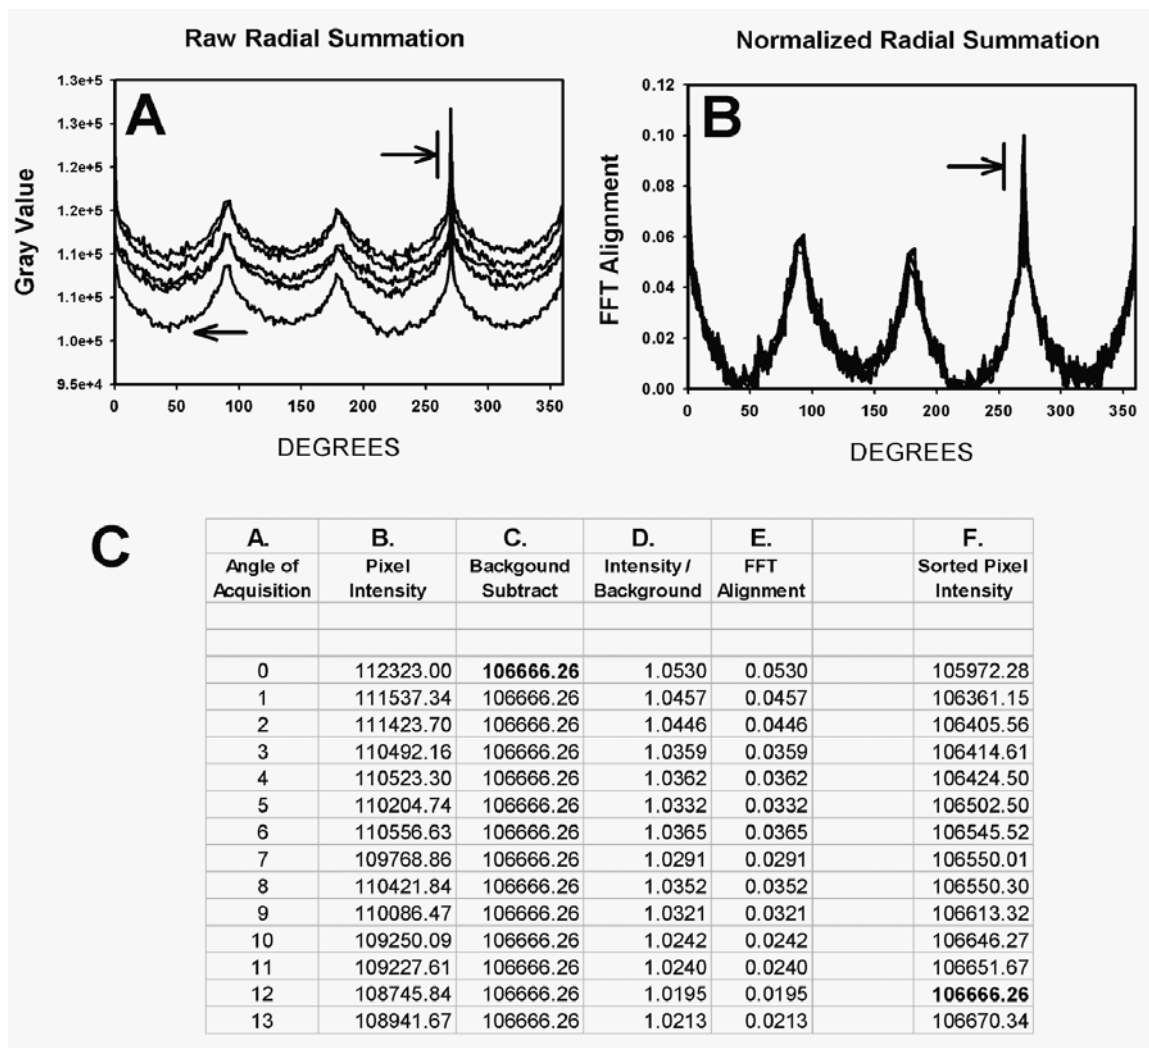 Raw Radial Summation
Normalized Radial Summation
A
1.3e+5
1.3e+5
1.2e+5
1.2e+5
1.1e+5
1.1e+5
1.0e+5
9.5e+4
Gray Value
0 50 100 150 200 250 300 350
DEGREES
B
0.12
0.10
0.08
0.06
0.04
0.02
0.00
FFT Alignment
0 50 100 150 200 250 300 350
DEGREES
C
A. B. C. D. E. F.
Angle of Pixel Backgound Intensity / FFT Sorted Pixel
Acquisition Intensity Subtract Background Alignment Intensity
0 112323.00 106666.26 1.0530 0.0530 105972.28
1 111537.34 106666.26 1.0457 0.0457 106361.15
2 111423.70 106666.26 1.0446 0.0446 106405.56
3 110492.16 106666.26 1.0359 0.0359 106414.61
4 110523.30 106666.26 1.0362 0.0362 106424.50
5 110204.74 106666.26 1.0332 0.0332 106502.50
6 110556.63 106666.26 1.0365 0.0365 106545.52
7 109768.86 106666.26 1.0291 0.0291 106550.01
8 110421.84 106666.26 1.0352 0.0352 106550.30
9 110086.47 106666.26 1.0321 0.0321 106613.32
10 109250.09 106666.26 1.0242 0.0242 106646.27
11 109227.61 106666.26 1.0240 0.0240 106651.67
12 108745.84 106666.26 1.0195 0.0195 106666.26
13 108941.67 106666.26 1.0213 0.0213 106670.34